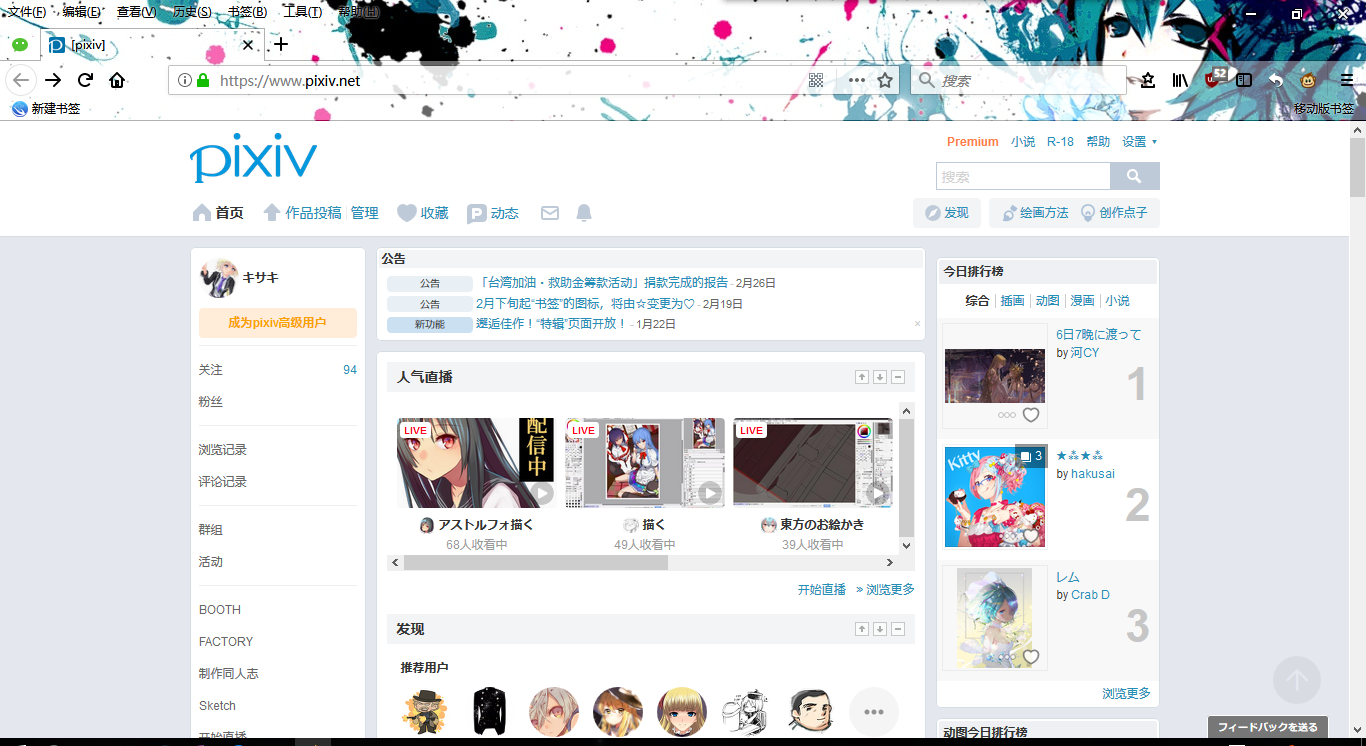 文件(F) 编辑(E) 查看(V) 历史(S) 书签(B) 工具(T) 帮助(H)
[pixiv]
https://www.pixiv.net
搜索
52
新建书签
移动版书签
pixiv
Premium 小说 R-18 帮助 设置
搜索
首页 作品投稿 管理 收藏 动态
发现 绘画方法 创作点子
キサキ
成为pixiv高级用户
关注 94
粉丝
浏览记录
评论记录
群组
活动
BOOTH
FACTORY
制作同人志
Sketch
开始直播
公告
公告 「台湾加油・救助金筹款活动」捐款完成的报告 - 2月26日
公告 2月下旬起“书签”的图标，将由☆变更为♡ - 2月19日
新功能 邂逅佳作！“特辑”页面开放！ - 1月22日
人气直播
LIVE 配信中
LIVE
LIVE
アストルフォ描く
68人收看中
描く
49人收看中
東方のお絵かき
39人收看中
开始直播 » 浏览更多
发现
推荐用户
今日排行榜
综合 插画 动图 漫画 小说
6日7晚に渡って
by 河CY
1
Kitty
3
★⁂★⁂
by hakusai
2
レム
by Crab D
3
浏览更多
动图今日排行榜
フィードバックを送る